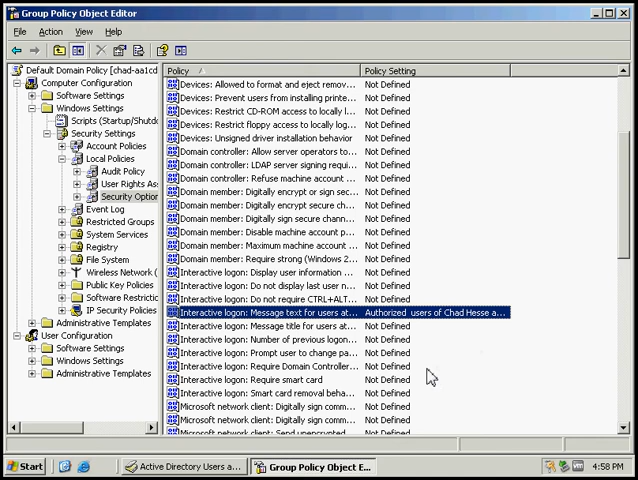 Group Policy Object Editor
File Action View Help
Default Domain Policy [chad-aa1cd
Computer Configuration
Software Settings
Windows Settings
Scripts (Startup/Shutdo
Security Settings
Account Policies
Local Policies
Audit Policy
User Rights As
Security Optio
Event Log
Restricted Groups
System Services
Registry
File System
Wireless Network (
Public Key Policies
Software Restrictio
IP Security Policies
Administrative Templates
User Configuration
Software Settings
Windows Settings
Administrative Templates
Policy Policy Setting
Devices: Allowed to format and eject remov... Not Defined
Devices: Prevent users from installing printe... Not Defined
Devices: Restrict CD-ROM access to locally l... Not Defined
Devices: Restrict floppy access to locally log... Not Defined
Devices: Unsigned driver installation behavior Not Defined
Domain controller: Allow server operators to... Not Defined
Domain controller: LDAP server signing requi... Not Defined
Domain controller: Refuse machine account ... Not Defined
Domain member: Digitally encrypt or sign sec... Not Defined
Domain member: Digitally encrypt secure ch... Not Defined
Domain member: Digitally sign secure chann... Not Defined
Domain member: Disable machine account p... Not Defined
Domain member: Maximum machine account ... Not Defined
Domain member: Require strong (Windows 2... Not Defined
Interactive logon: Display user information ... Not Defined
Interactive logon: Do not display last user n... Not Defined
Interactive logon: Do not require CTRL+ALT... Not Defined
Interactive logon: Message text for users at... Authorized users of Chad Hesse a...
Interactive logon: Message title for users at... Not Defined
Interactive logon: Number of previous logon... Not Defined
Interactive logon: Prompt user to change pa... Not Defined
Interactive logon: Require Domain Controller... Not Defined
Interactive logon: Require smart card Not Defined
Interactive logon: Smart card removal beha... Not Defined
Microsoft network client: Digitally sign comm... Not Defined
Microsoft network client: Digitally sign comm... Not Defined
Microsoft network client: Send unencrypted Not Defined
Start Active Directory Users a... Group Policy Object E... 4:58 PM